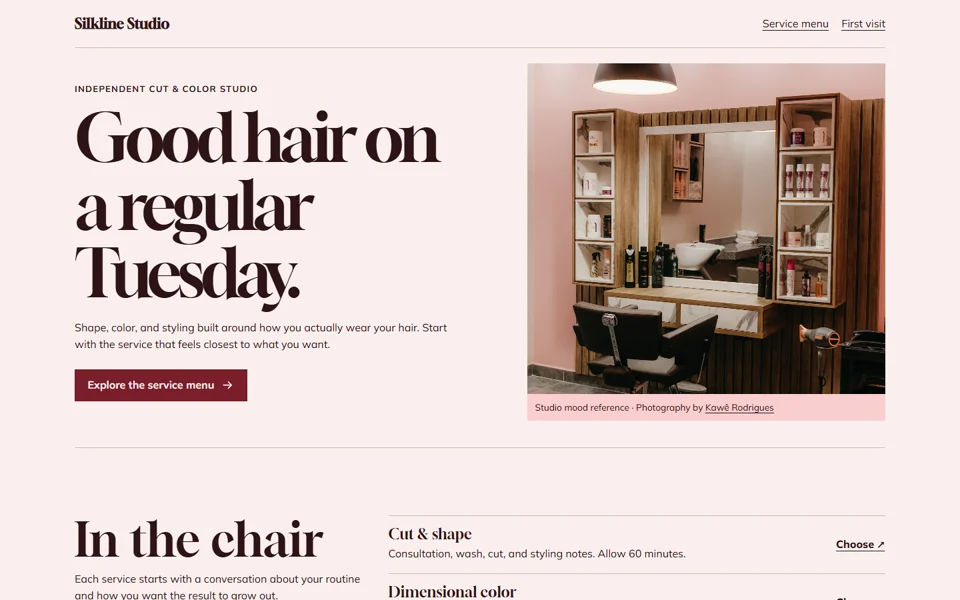 Silkline Studio
Service menu
First visit
INDEPENDENT CUT & COLOR STUDIO
Good hair on
a regular
Tuesday.
Shape, color, and styling built around how you actually wear your hair. Start
with the service that feels closest to what you want.
Explore the service menu →
Studio mood reference · Photography by Kawê Rodrigues
In the chair
Each service starts with a conversation about your routine
and how you want the result to grow out.
Cut & shape
Consultation, wash, cut, and styling notes. Allow 60 minutes.
Choose ↗
Dimensional color